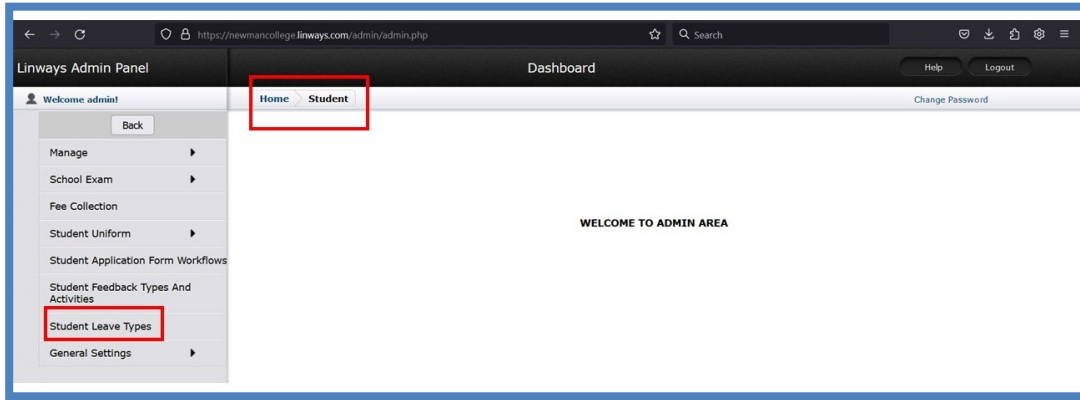 https://newmancollege.linways.com/admin/admin.php
Search
Linways Admin Panel
Dashboard
Help
Logout
Welcome admin!
Home
Student
Change Password
Back
Manage
School Exam
Fee Collection
Student Uniform
Student Application Form Workflows
Student Feedback Types And
Activities
Student Leave Types
General Settings
WELCOME TO ADMIN AREA